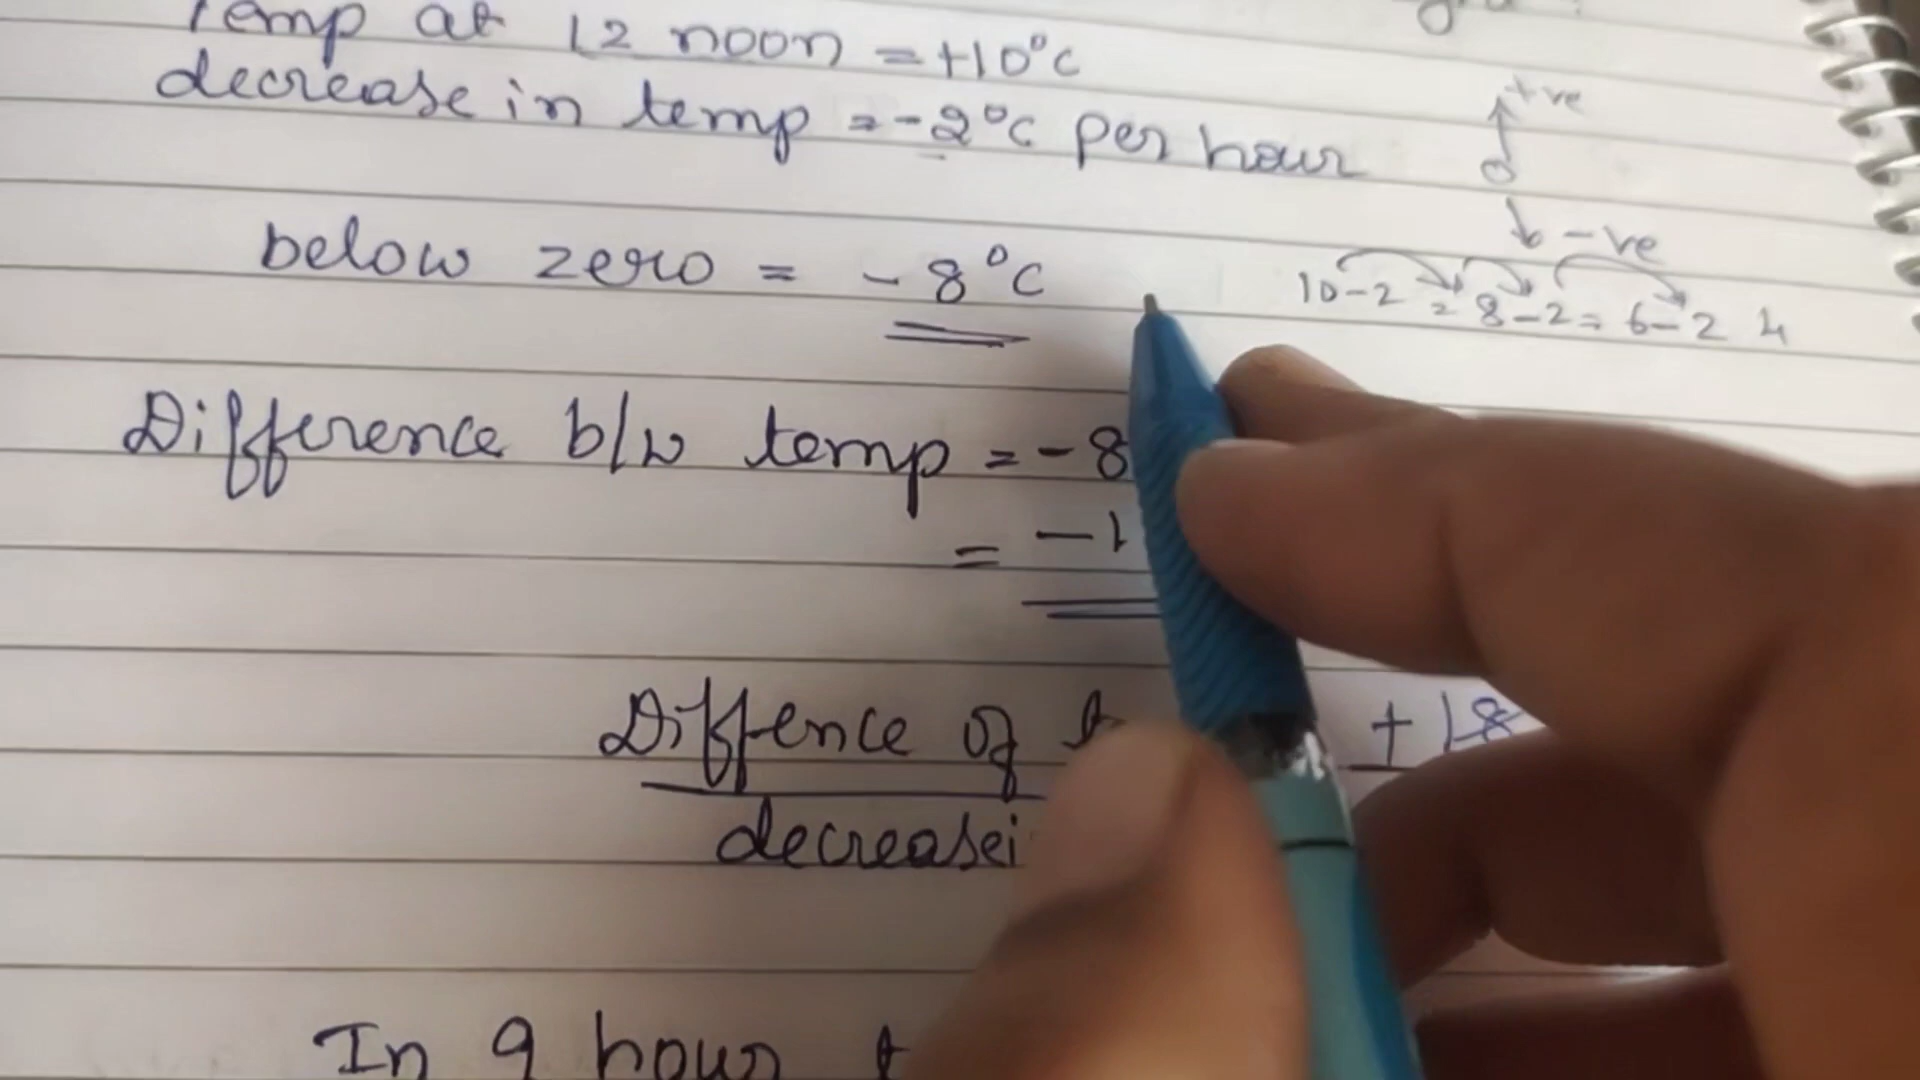 Temp at 12 noon = +10°C
decrease in temp = -2°C per hour
+ve
0
-ve
below zero = -8°C
10-2 = 8-2 = 6-2 4
Difference b/w temp = -8
= -1
Diffence of
+18
decrease i
In 9 hour t